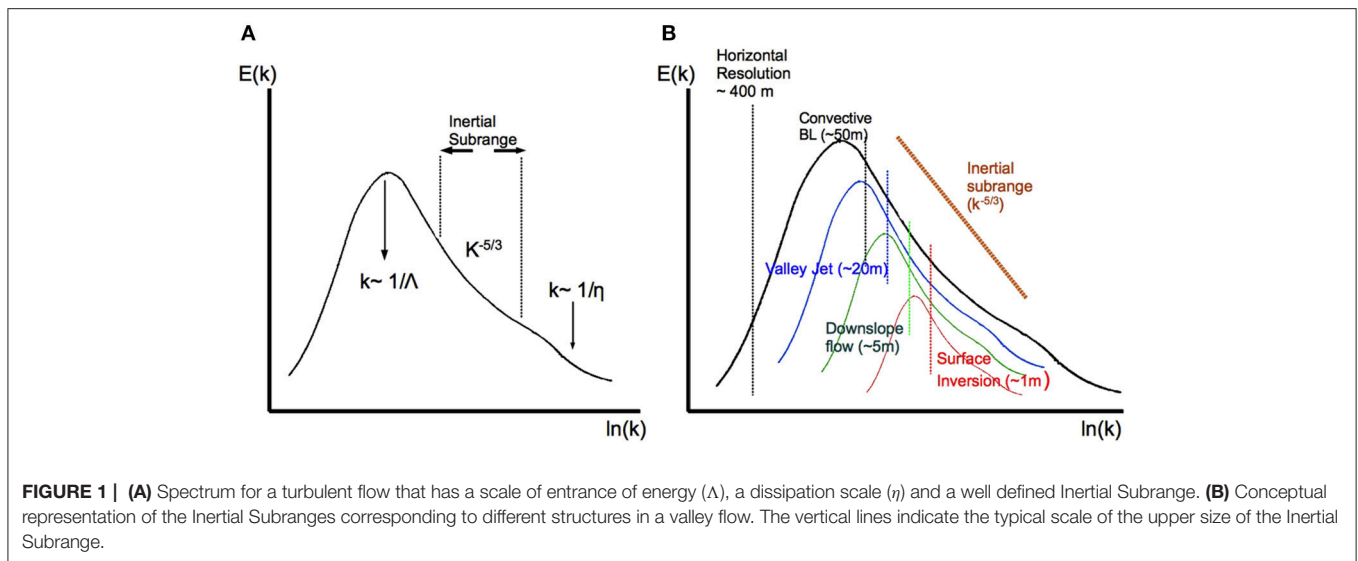 A
E(k)
Inertial
Subrange
K-5/3
k~ 1/Λ
k~ 1/η
ln(k)
B
Horizontal
Resolution
~ 400 m
E(k)
Convective
BL (~50m)
Inertial
subrange
(k-5/3)
Valley Jet (~20m)
Downslope
flow (~5m)
Surface
Inversion (~1m)
ln(k)
FIGURE 1 | (A) Spectrum for a turbulent flow that has a scale of entrance of energy (Λ), a dissipation scale (η) and a well defined Inertial Subrange. (B) Conceptual
representation of the Inertial Subranges corresponding to different structures in a valley flow. The vertical lines indicate the typical scale of the upper size of the Inertial
Subrange.